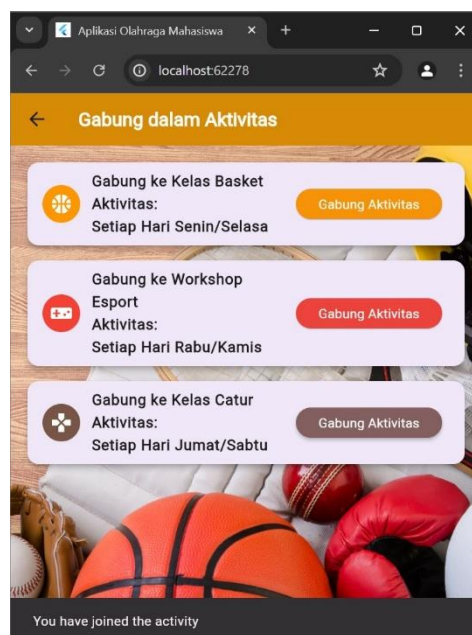 Aplikasi Olahraga Mahasiswa
localhost:62278
Gabung dalam Aktivitas
Gabung ke Kelas Basket
Aktivitas:
Setiap Hari Senin/Selasa
Gabung Aktivitas
Gabung ke Workshop
Esport
Aktivitas:
Setiap Hari Rabu/Kamis
Gabung Aktivitas
Gabung ke Kelas Catur
Aktivitas:
Setiap Hari Jumat/Sabtu
Gabung Aktivitas
You have joined the activity